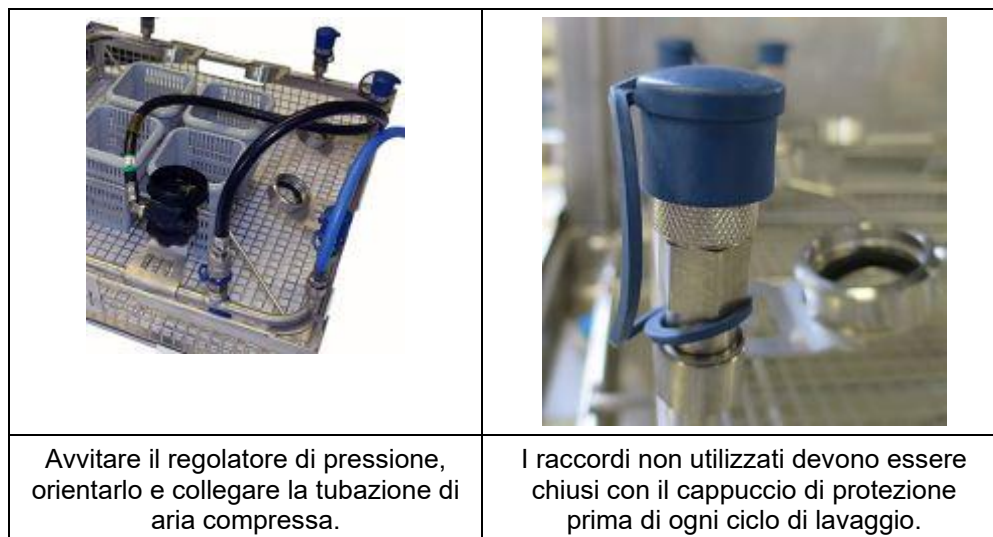 Avvitare il regolatore di pressione,
orientarlo e collegare la tubazione di
aria compressa.
I raccordi non utilizzati devono essere
chiusi con il cappuccio di protezione
prima di ogni ciclo di lavaggio.